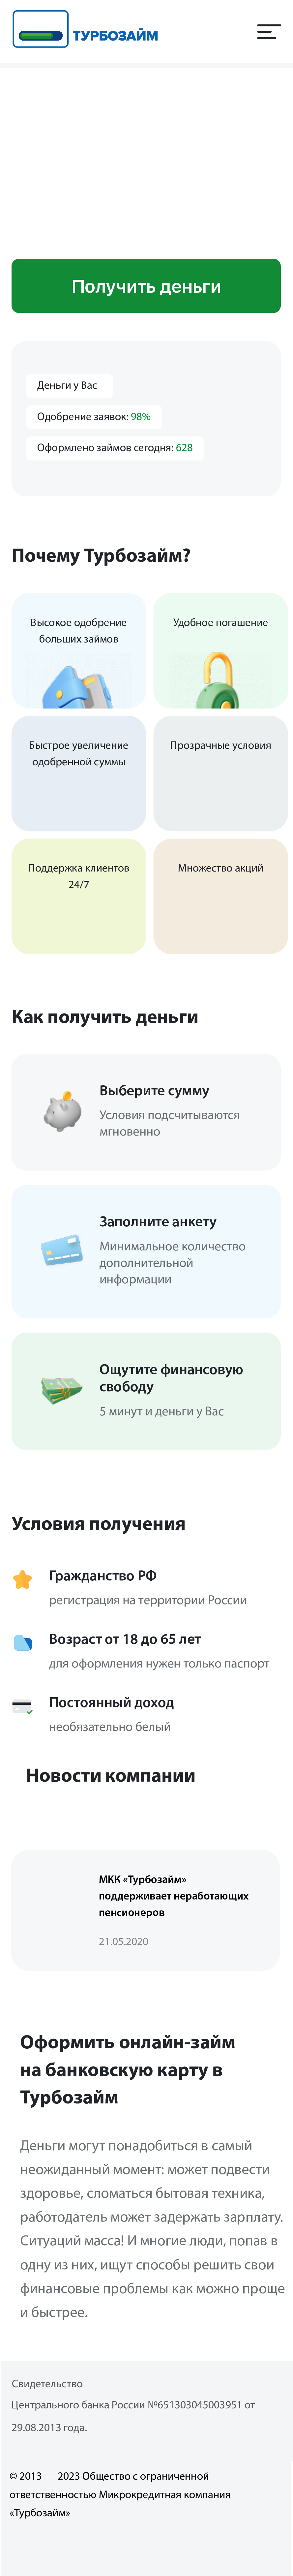 ТУРБОЗАЙМ
Получить деньги
Деньги у Вас
Одобрение заявок: 98%
Оформлено займов сегодня: 628
Почему Турбозайм?
Высокое одобрение
больших займов
Удобное погашение
Быстрое увеличение
одобренной суммы
Прозрачные условия
Поддержка клиентов
24/7
Множество акций
Как получить деньги
Выберите сумму
Условия подсчитываются
мгновенно
Заполните анкету
Минимальное количество
дополнительной
информации
Ощутите финансовую
свободу
5 минут и деньги у Вас
Условия получения
Гражданство РФ
регистрация на территории России
Возраст от 18 до 65 лет
для оформления нужен только паспорт
Постоянный доход
необязательно белый
Новости компании
МКК «Турбозайм»
поддерживает неработающих
пенсионеров
21.05.2020
Оформить онлайн-займ
на банковскую карту в
Турбозайм
Деньги могут понадобиться в самый
неожиданный момент: может подвести
здоровье, сломаться бытовая техника,
работодатель может задержать зарплату.
Ситуаций масса! И многие люди, попав в
одну из них, ищут способы решить свои
финансовые проблемы как можно проще
и быстрее.
Свидетельство
Центрального банка России №651303045003951 от
29.08.2013 года.
© 2013 — 2023 Общество с ограниченной
ответственностью Микрокредитная компания
«Турбозайм»